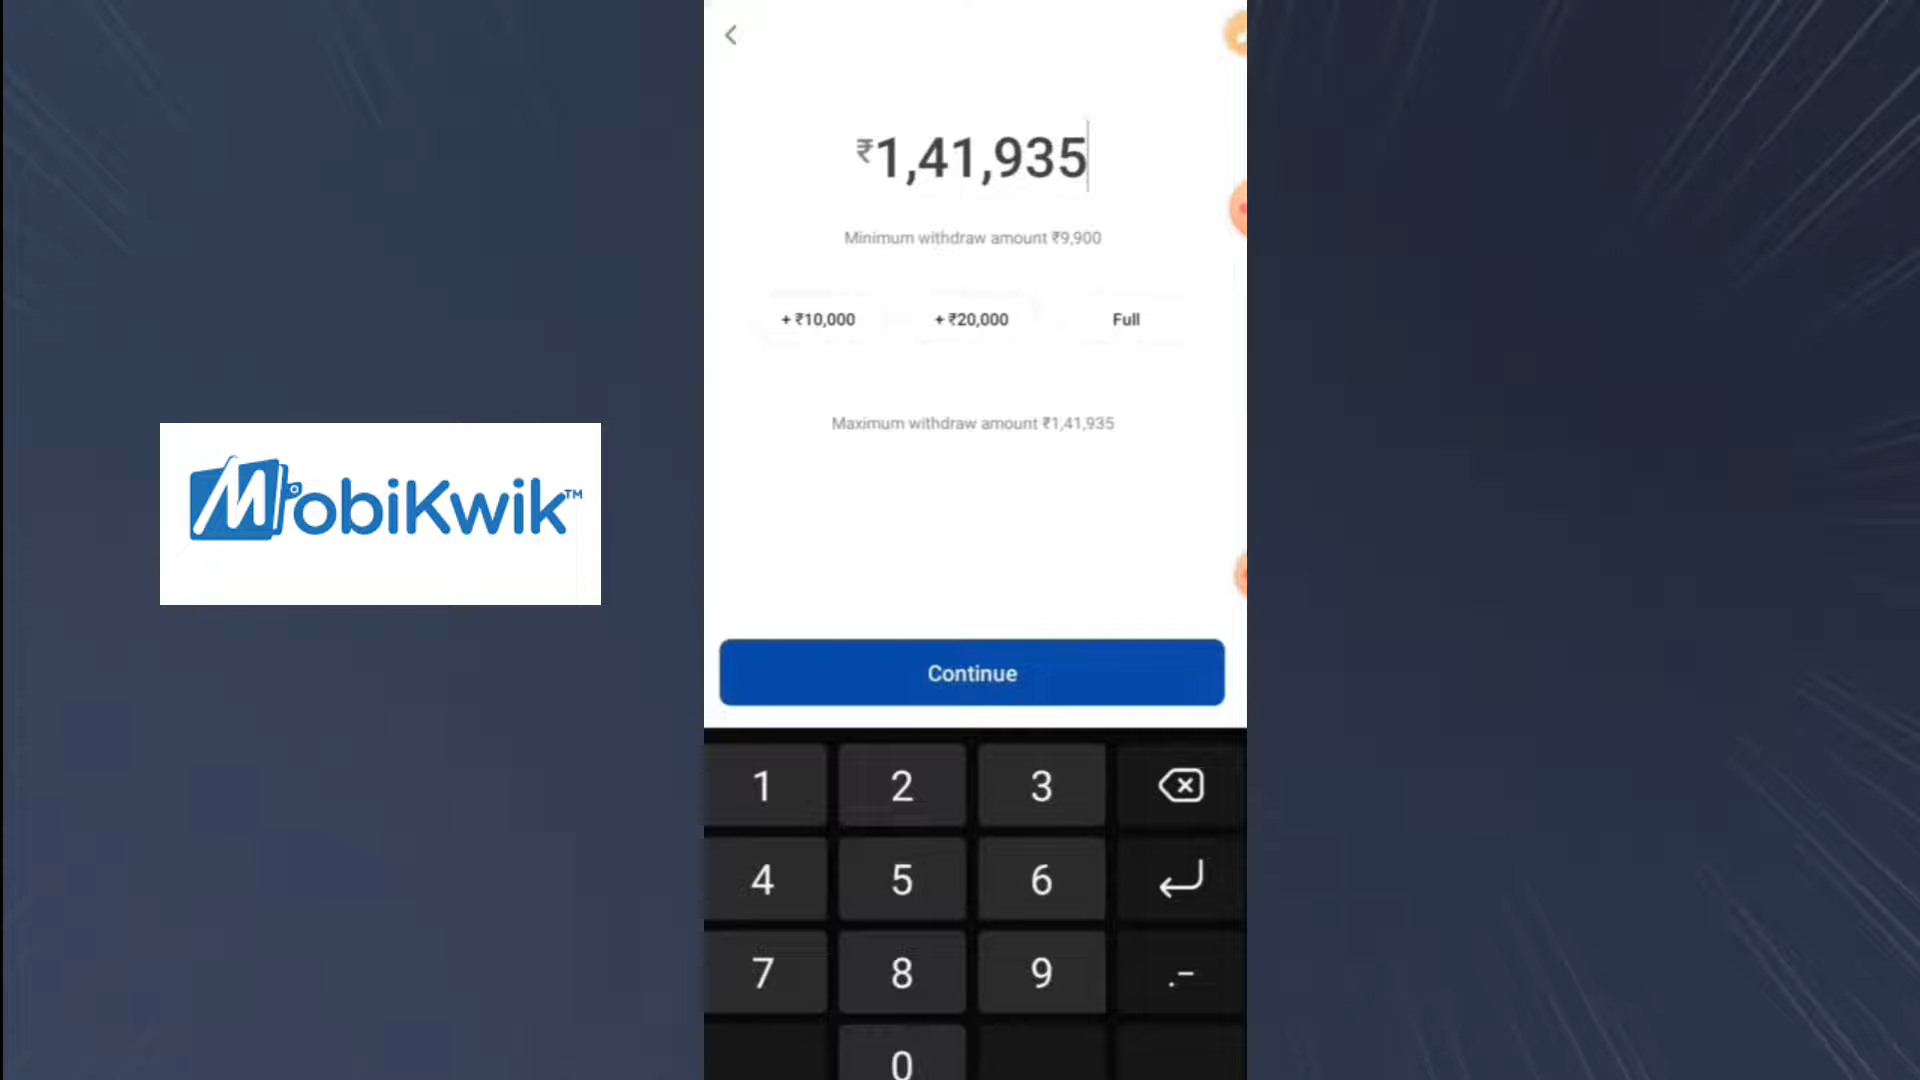 MobiKwik™
₹1,41,935
Minimum withdraw amount ₹9,900
+ ₹10,000 + ₹20,000 Full
Maximum withdraw amount ₹1,41,935
Continue
1 2 3
4 5 6
7 8 9 .–
0